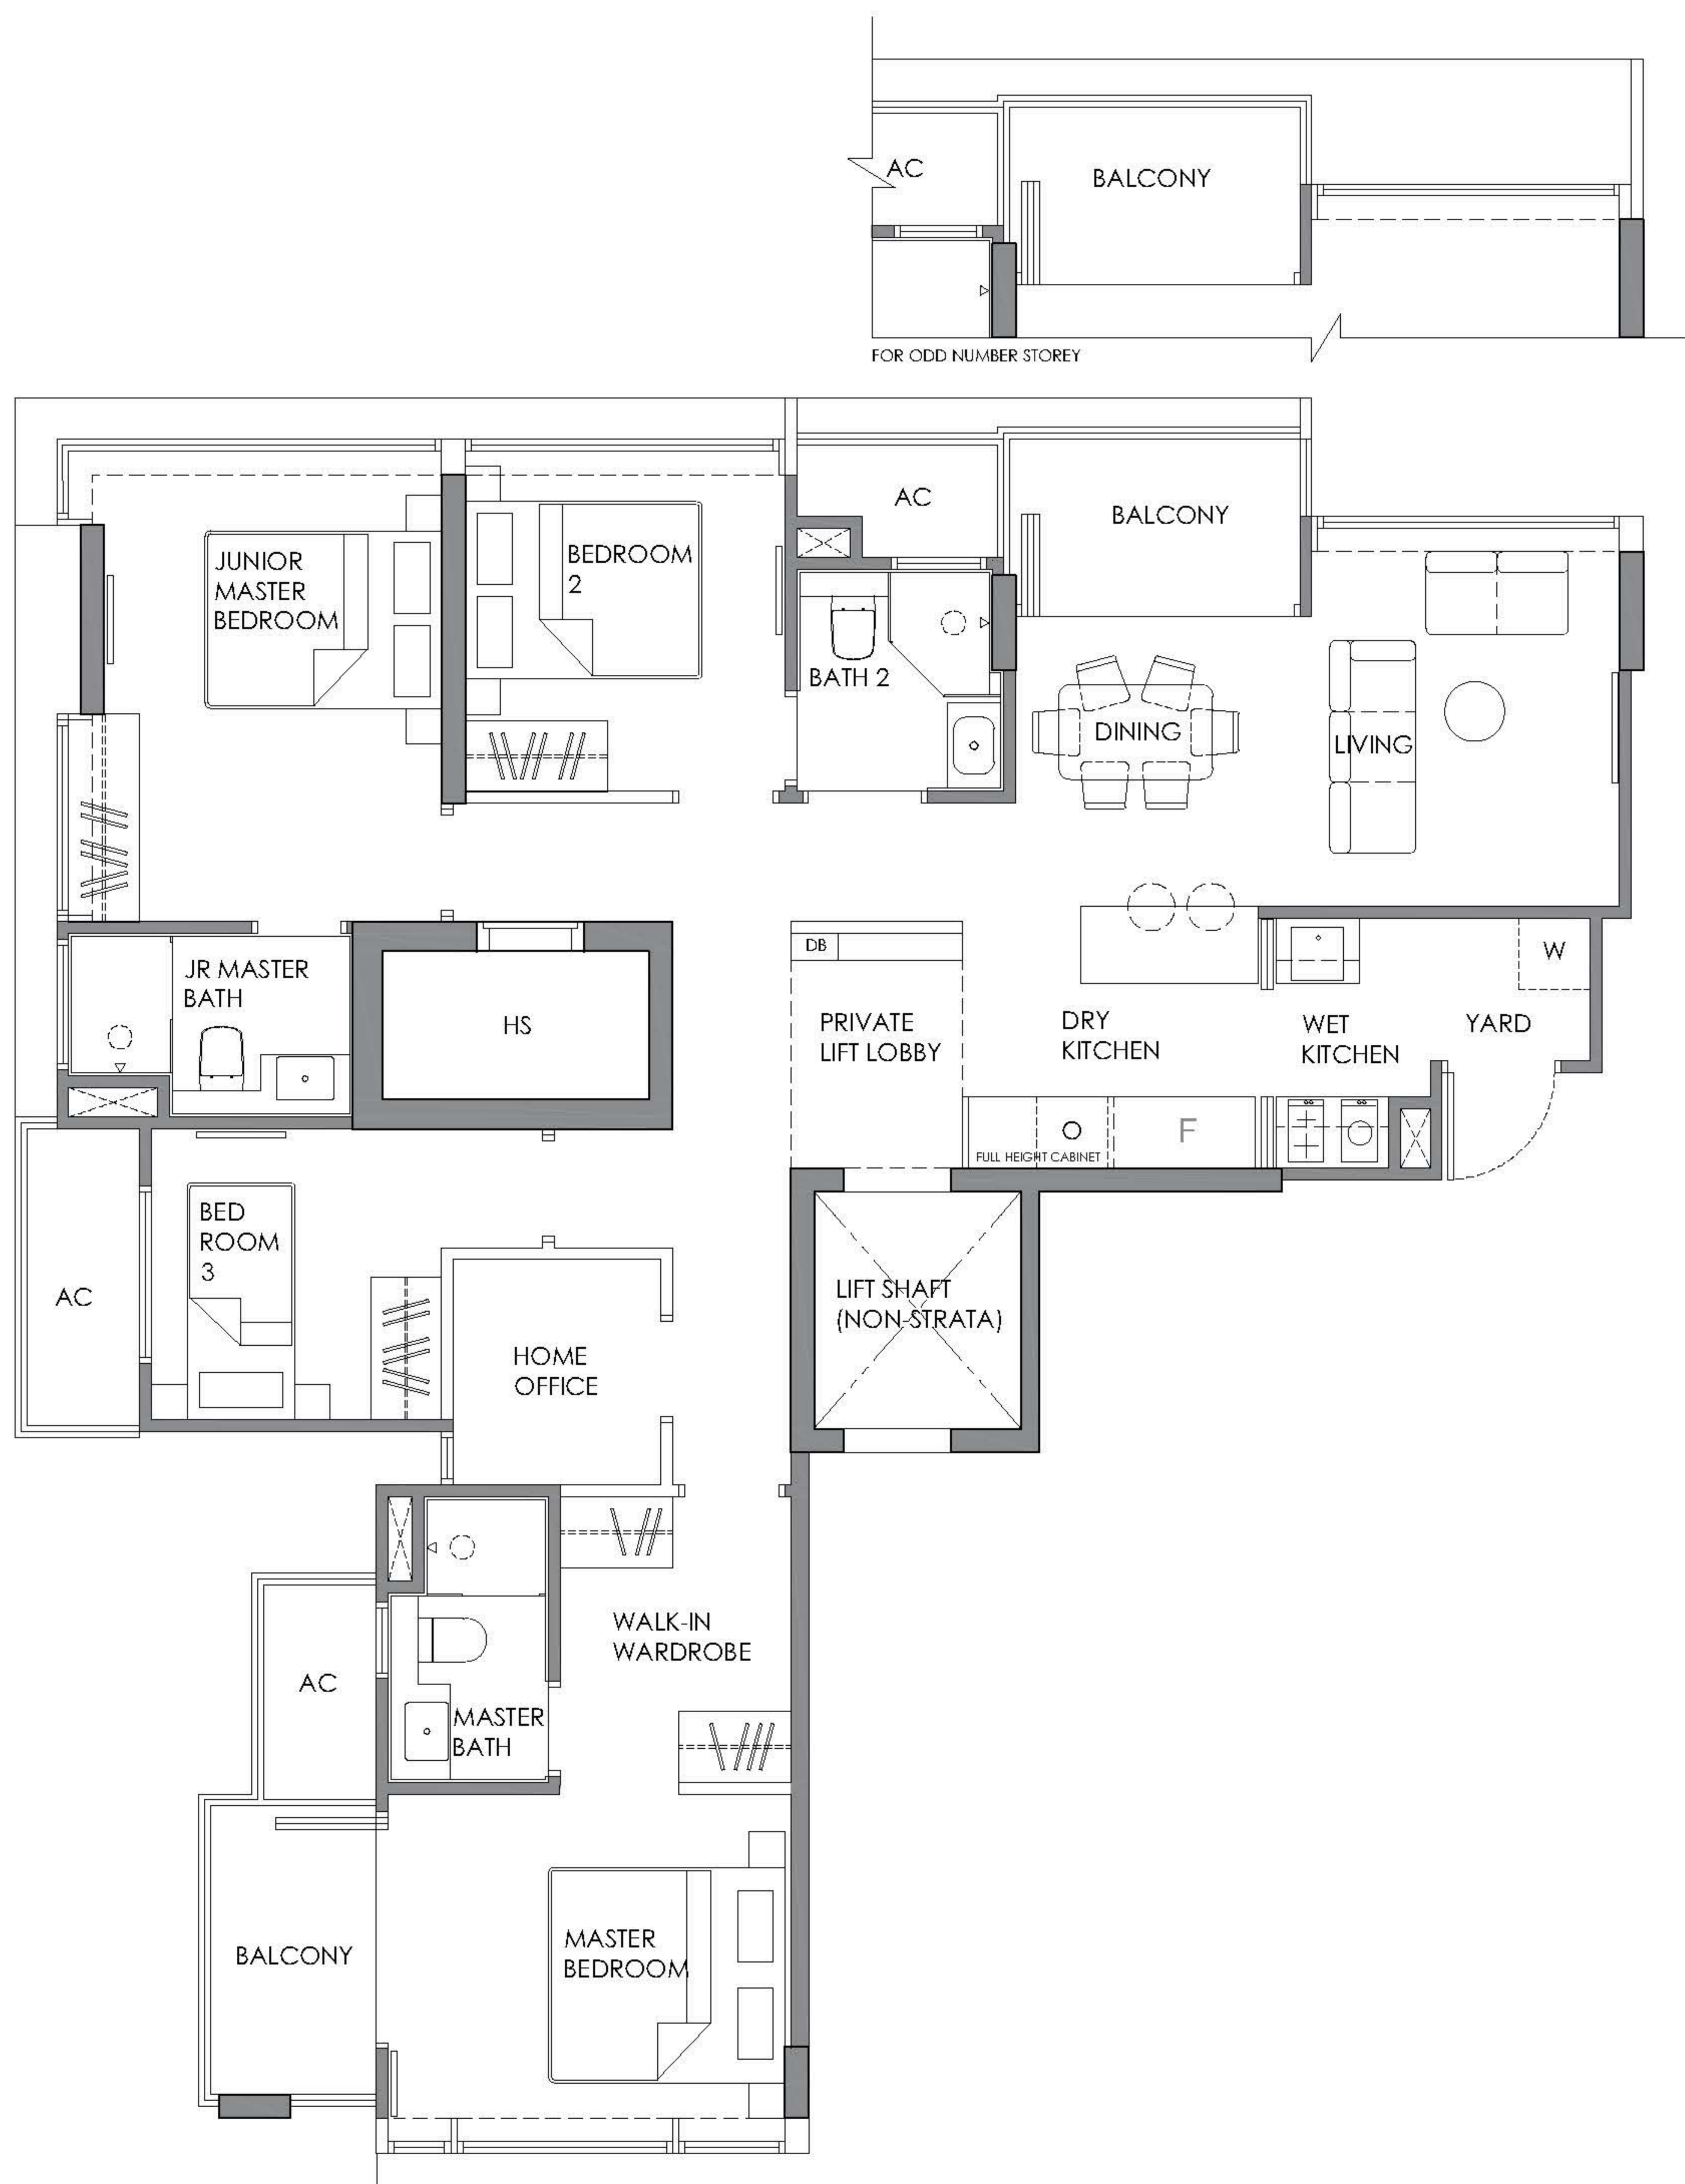 AC
BALCONY
FOR ODD NUMBER STOREY
AC
BALCONY
JUNIOR
MASTER
BEDROOM
BEDROOM
2
BATH 2
DINING
LIVING
DB
W
JR MASTER
BATH
HS
PRIVATE
LIFT LOBBY
DRY
KITCHEN
WET
KITCHEN
YARD
F
FULL HEIGHT CABINET
BED
ROOM
3
AC
LIFT SHAFT
(NON-STRATA)
HOME
OFFICE
WALK-IN
WARDROBE
AC
MASTER
BATH
BALCONY
MASTER
BEDROOM